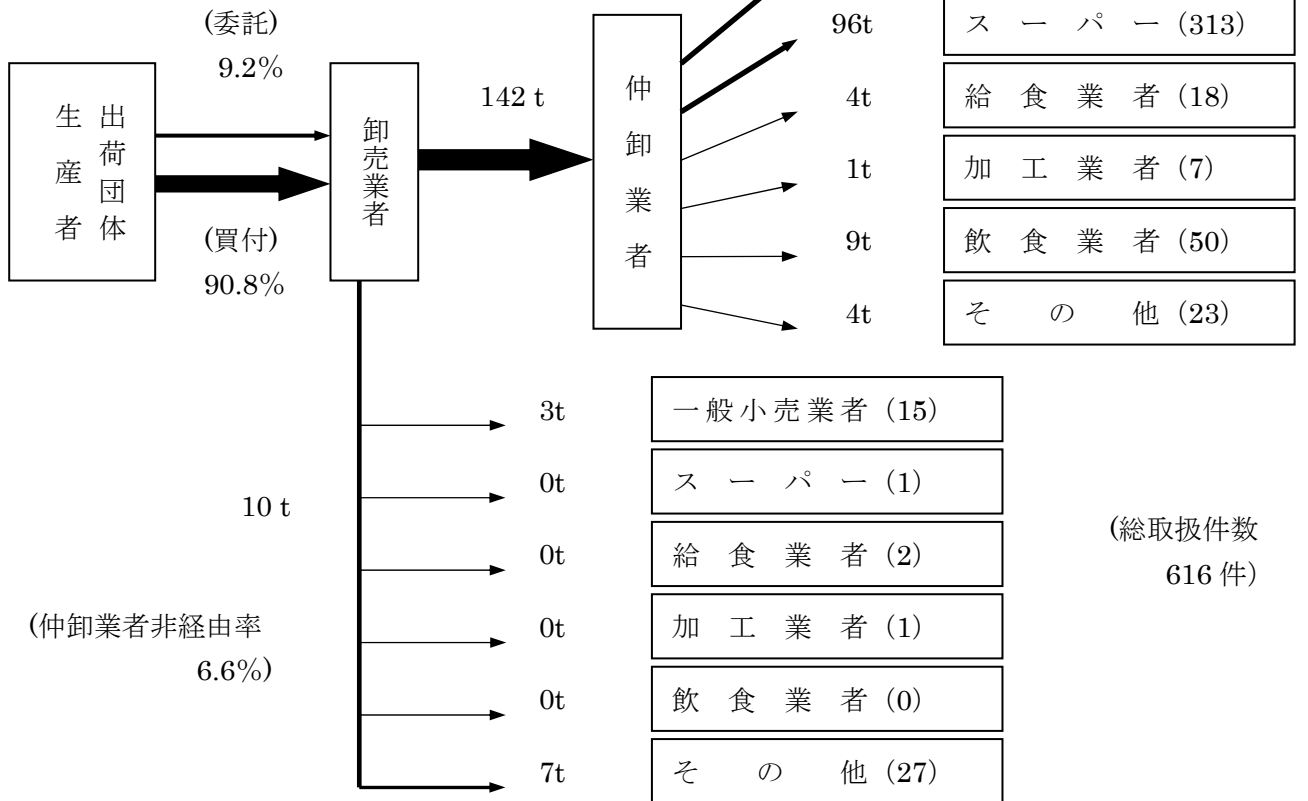 (委託)
9.2%
生産者
出荷団体
(買付)
90.8%
卸売業者
142 t
仲卸業者
96t
スーパー (313)
4t
給食業者 (18)
1t
加工業者 (7)
9t
飲食業者 (50)
4t
その他 (23)
10 t
(仲卸業者非経由率
6.6%)
3t
一般小売業者 (15)
0t
スーパー (1)
0t
給食業者 (2)
0t
加工業者 (1)
0t
飲食業者 (0)
7t
その他 (27)
(総取扱件数
616 件)